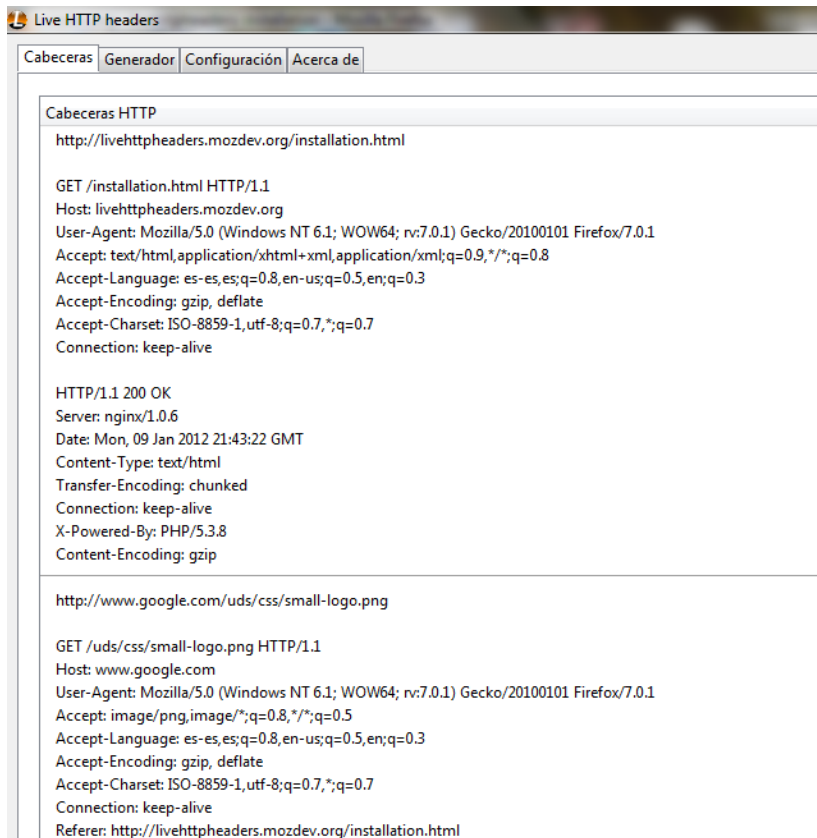 Live HTTP headers
Cabeceras Generador Configuración Acerca de
Cabeceras HTTP
http://livehttpheaders.mozdev.org/installation.html
GET /installation.html HTTP/1.1
Host: livehttpheaders.mozdev.org
User-Agent: Mozilla/5.0 (Windows NT 6.1; WOW64; rv:7.0.1) Gecko/20100101 Firefox/7.0.1
Accept: text/html,application/xhtml+xml,application/xml;q=0.9,*/*;q=0.8
Accept-Language: es-es,es;q=0.8,en-us;q=0.5,en;q=0.3
Accept-Encoding: gzip, deflate
Accept-Charset: ISO-8859-1,utf-8;q=0.7,*;q=0.7
Connection: keep-alive
HTTP/1.1 200 OK
Server: nginx/1.0.6
Date: Mon, 09 Jan 2012 21:43:22 GMT
Content-Type: text/html
Transfer-Encoding: chunked
Connection: keep-alive
X-Powered-By: PHP/5.3.8
Content-Encoding: gzip
http://www.google.com/uds/css/small-logo.png
GET /uds/css/small-logo.png HTTP/1.1
Host: www.google.com
User-Agent: Mozilla/5.0 (Windows NT 6.1; WOW64; rv:7.0.1) Gecko/20100101 Firefox/7.0.1
Accept: image/png,image/*;q=0.8,*/*;q=0.5
Accept-Language: es-es,es;q=0.8,en-us;q=0.5,en;q=0.3
Accept-Encoding: gzip, deflate
Accept-Charset: ISO-8859-1,utf-8;q=0.7,*;q=0.7
Connection: keep-alive
Referer: http://livehttpheaders.mozdev.org/installation.html